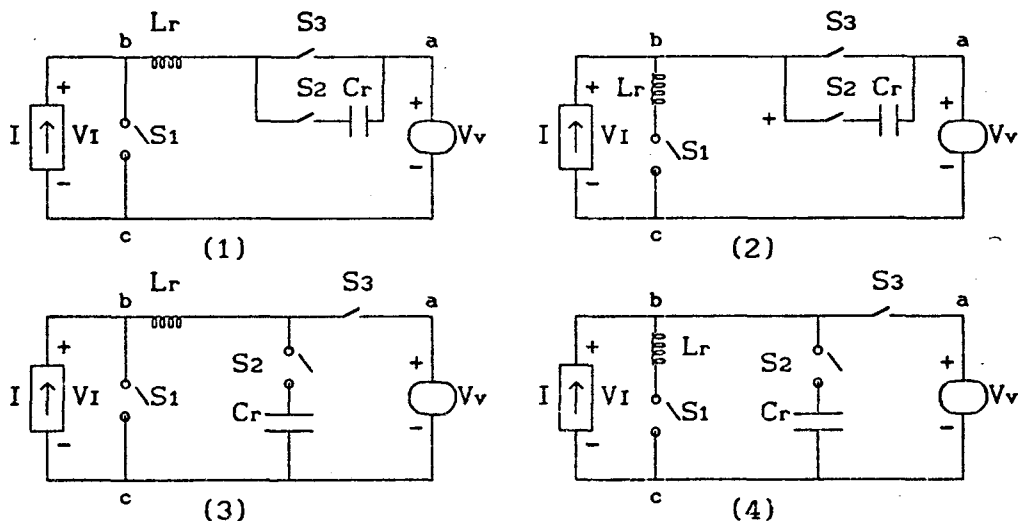 Lr S3
b a
S2 Cr
+ +
I VI S1 Vv
- -
c
(1)
S3
b a
Lr S2 Cr
+ + +
I VI S1 Vv
- -
c
(2)
Lr S3
b a
+ S2 +
I VI S1 Vv
Cr
- -
c
(3)
S3
b a
+ Lr S2 +
I VI S1 Cr Vv
- -
c
(4)